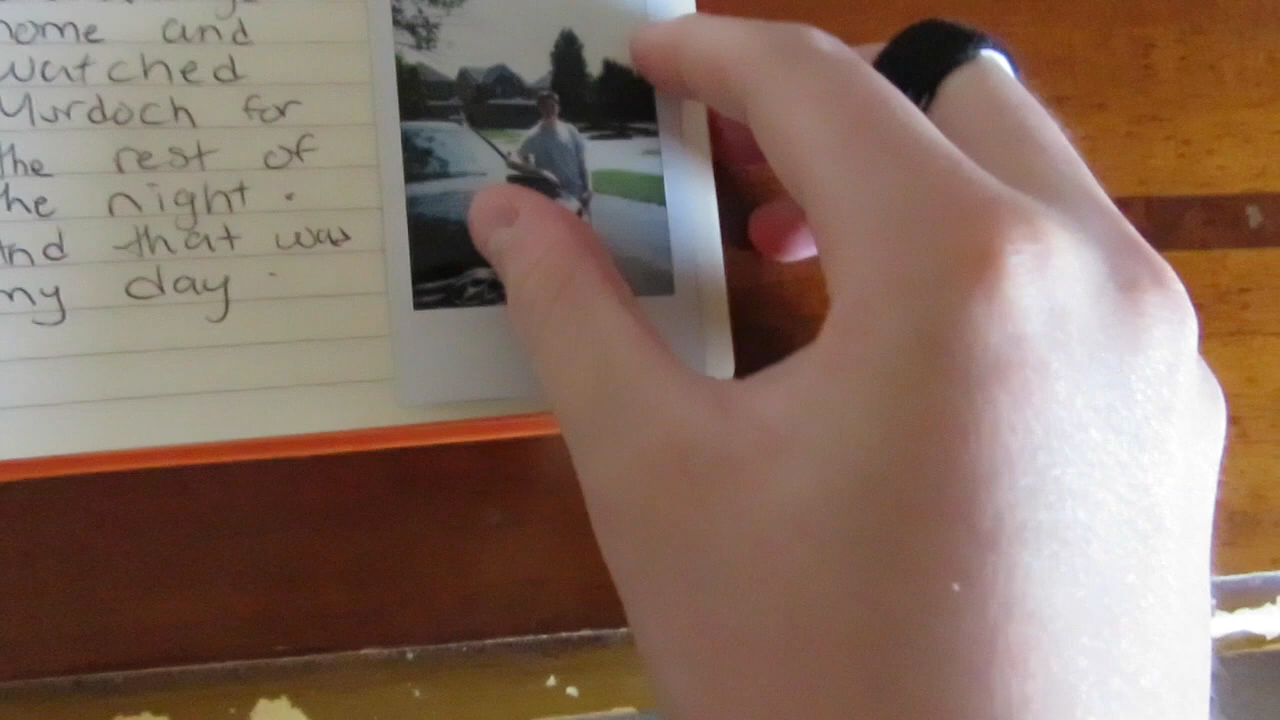 home and
watched
Murdoch for
the rest of
the night.
And that was
my day.